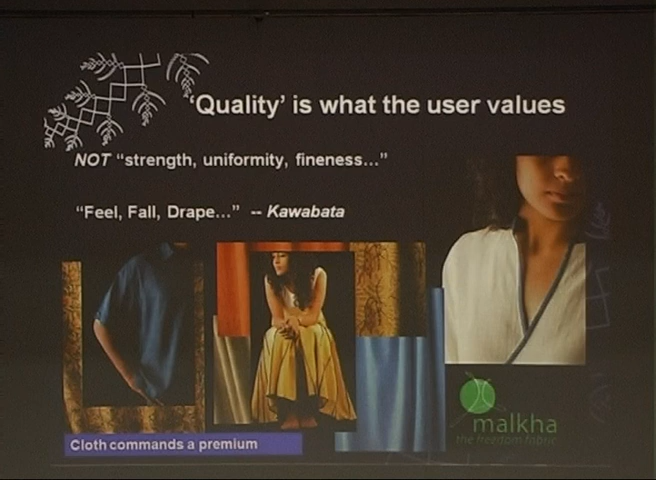 ‘Quality’ is what the user values
NOT “strength, uniformity, fineness...”
“Feel, Fall, Drape...” -- Kawabata
Cloth commands a premium
malkha
the freedom fabric